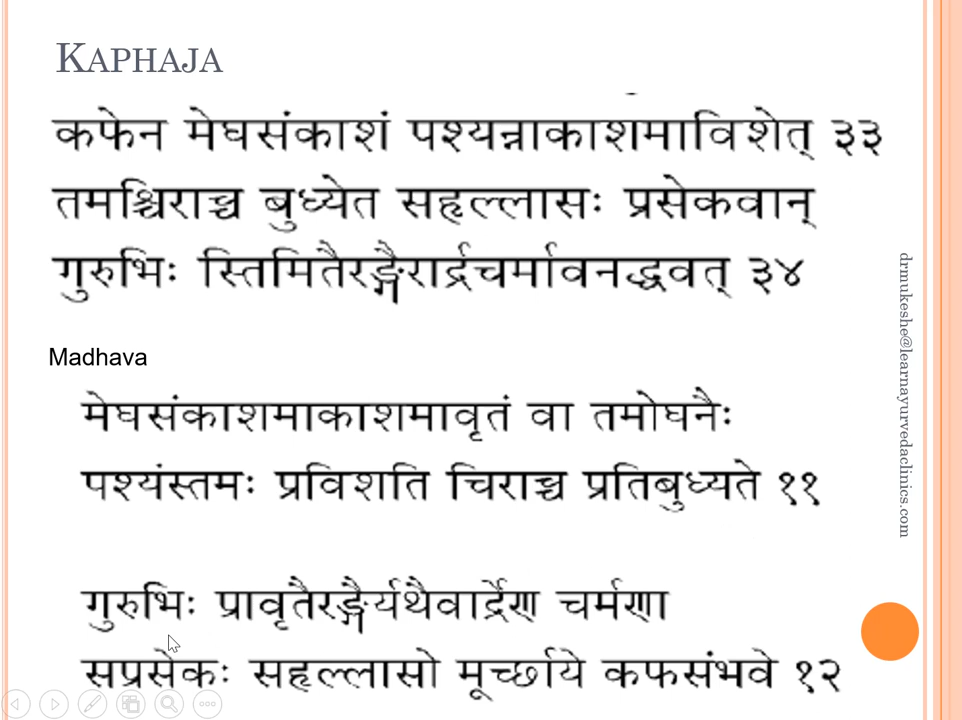 KAPHAJA
कफेन मेघसंकाशं पश्यन्नाकाशमाविशेत् ३३
तमश्चिराच्च बुध्येत सहृल्लासः प्रसेकवान्
गुरुभिः स्तिमितैरङ्गैरार्द्रचर्मावनद्धवत् ३४
Madhava
मेघसंकाशमाकाशमावृतं वा तमोघनैः
पश्यंस्तमः प्रविशति चिराच्च प्रतिबुध्यते ११
गुरुभिः प्रावृतैरङ्गैर्यथैवार्द्रेण चर्मणा
सप्रसेकः सहृल्लासो मूर्च्छाये कफसंभवे १२
drmukeshe@learnayurvedaclinics.com